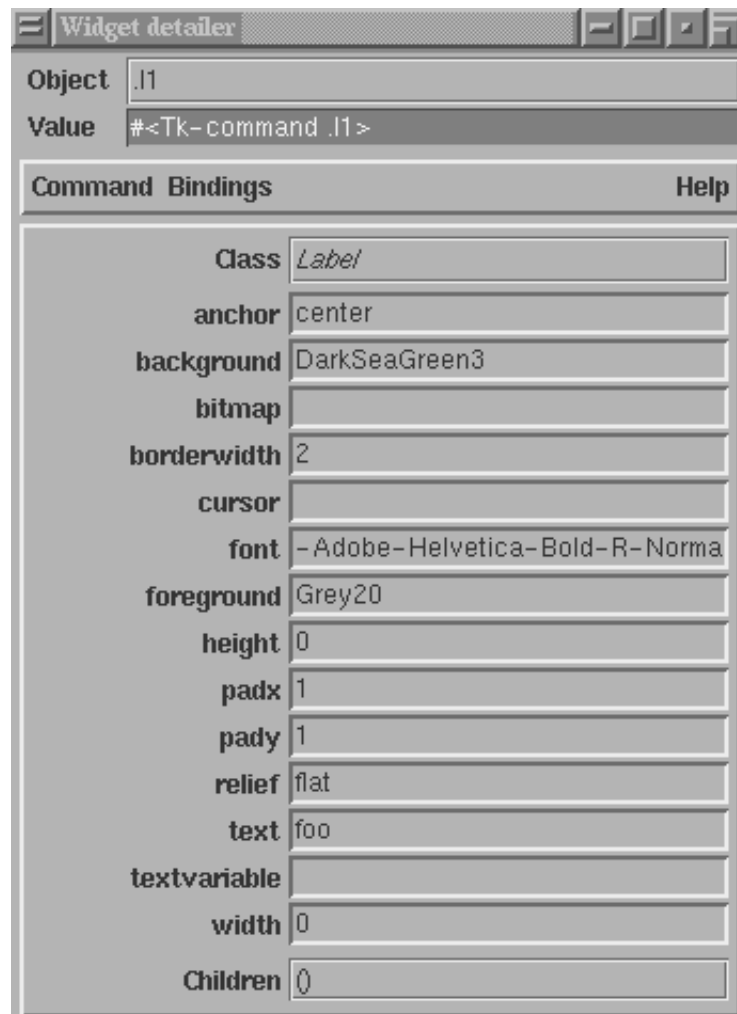 Widget detailer
Object .l1
Value #<Tk-command .l1>
Command Bindings Help
Class Label
anchor center
background DarkSeaGreen3
bitmap
borderwidth 2
cursor
font -Adobe-Helvetica-Bold-R-Norma
foreground Grey20
height 0
padx 1
pady 1
relief flat
text foo
textvariable
width 0
Children ()